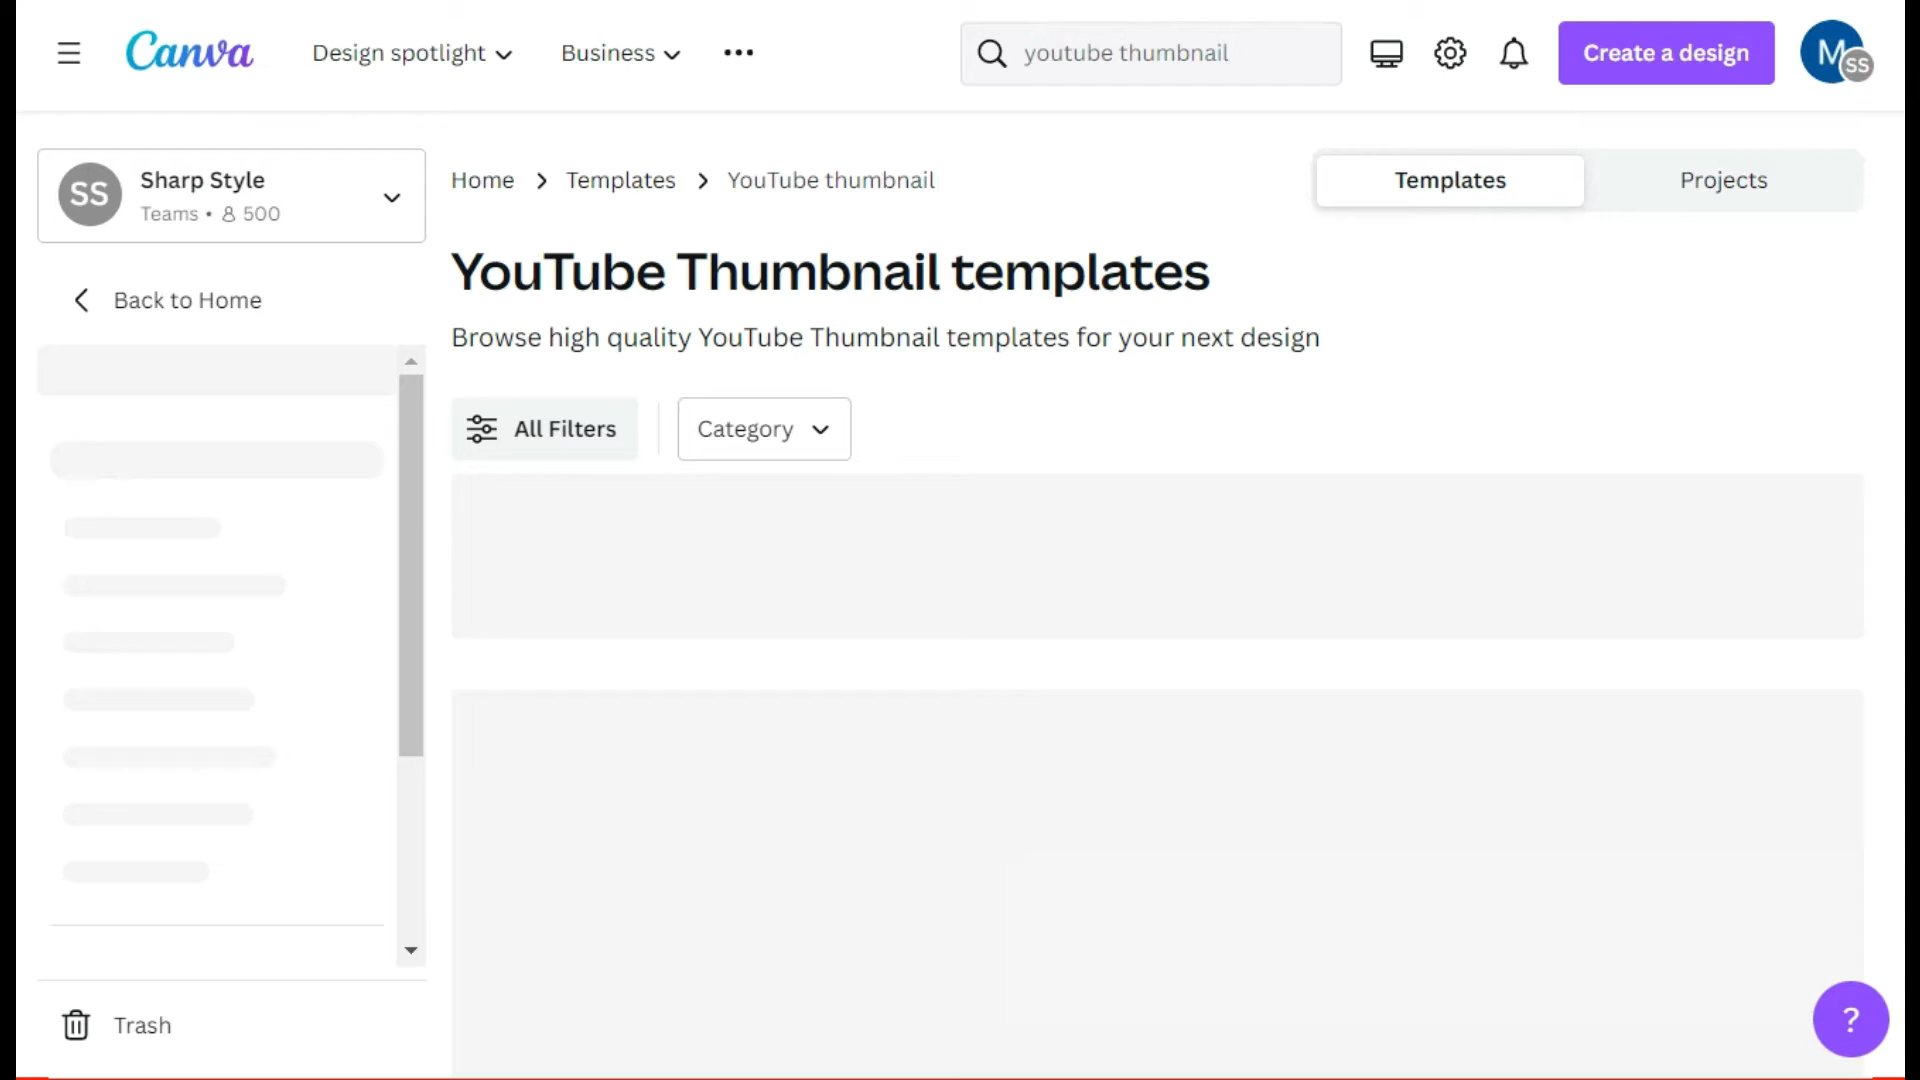 Canva
Design spotlight
Business
youtube thumbnail
Create a design
M
SS
SS
Sharp Style
Teams • 500
Home > Templates > YouTube thumbnail
Templates
Projects
Back to Home
YouTube Thumbnail templates
Browse high quality YouTube Thumbnail templates for your next design
All Filters
Category
Trash
?